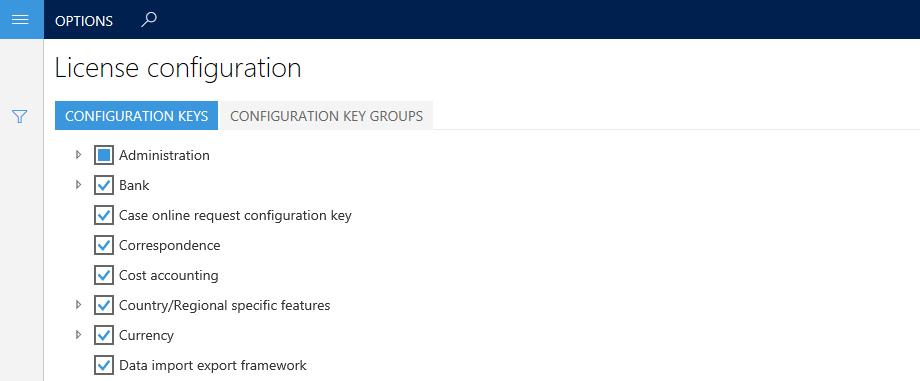 OPTIONS
License configuration
CONFIGURATION KEYS CONFIGURATION KEY GROUPS
Administration
Bank
Case online request configuration key
Correspondence
Cost accounting
Country/Regional specific features
Currency
Data import export framework